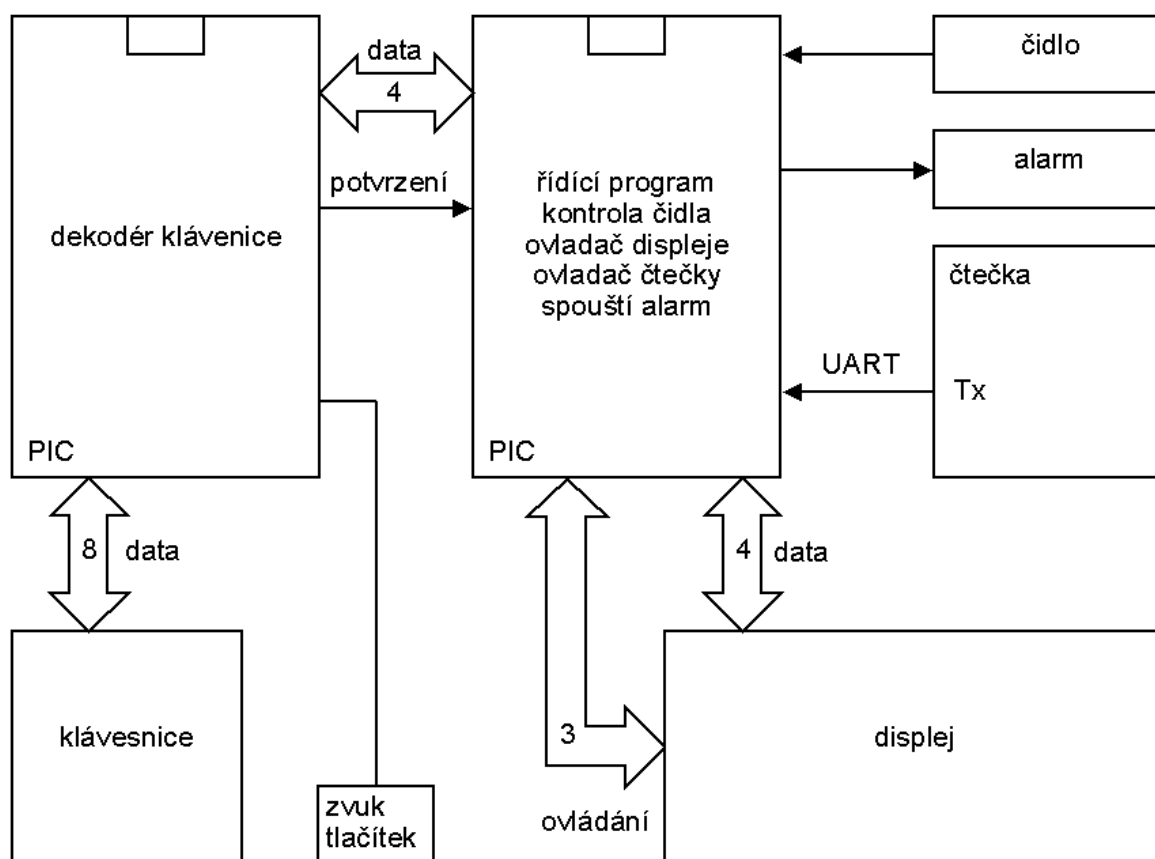 data
4
potvrzení
dekodér klávenice
PIC
řídící program
kontrola čidla
ovladač displeje
ovladač čtečky
spouští alarm
PIC
čidlo
alarm
čtečka
UART
Tx
8
data
3
4
data
klávesnice
zvuk
tlačítek
ovládání
displej